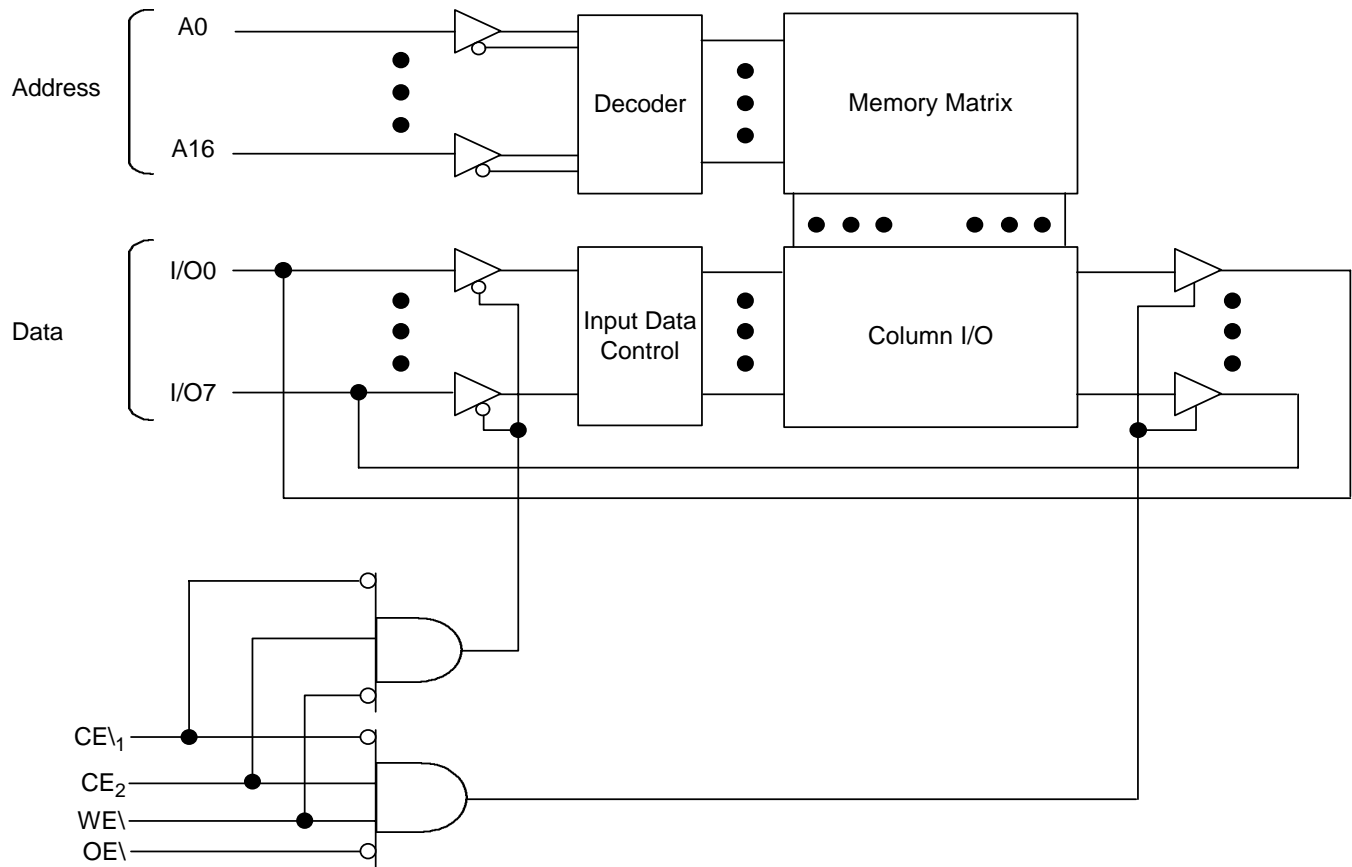 A0
Address
A16
Decoder
Memory Matrix
I/O0
Data
I/O7
Input Data
Control
Column I/O
CE\1
CE2
WE\
OE\